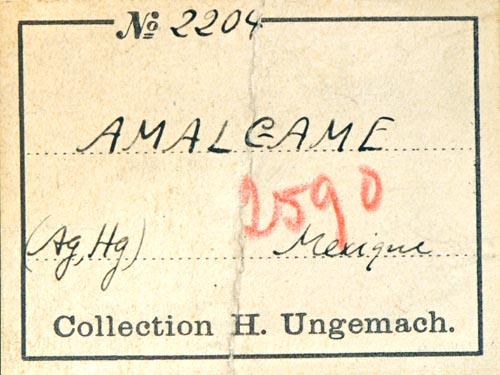 No 2204
AMALGAME
2590
(Ag, Hg) Mexique
Collection H. Ungemach.